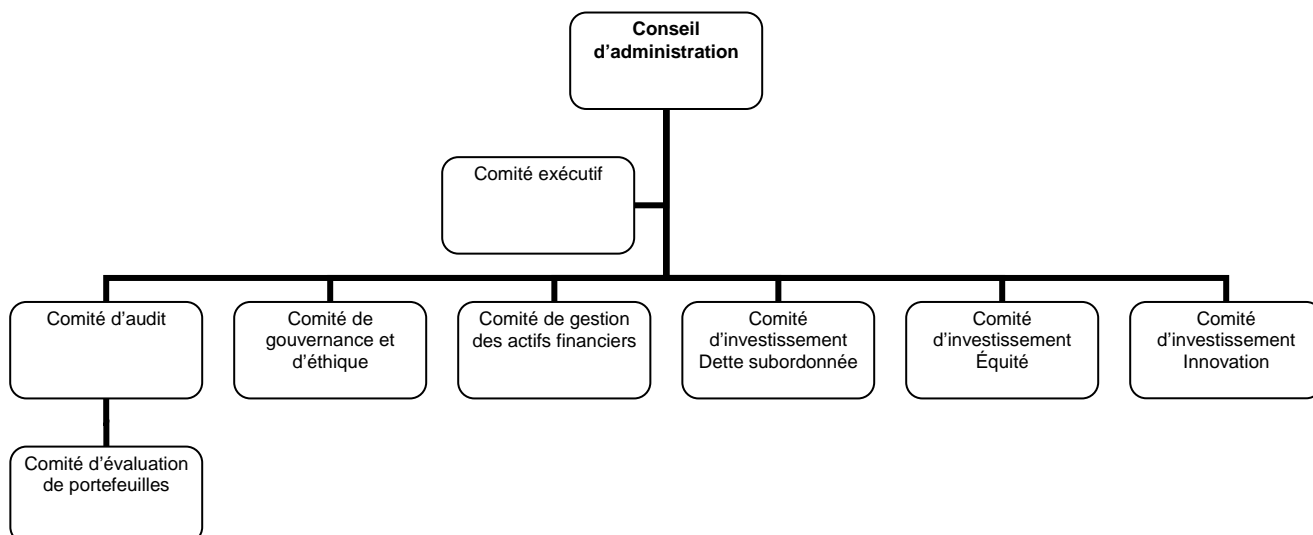 Conseil
d’administration
Comité exécutif
Comité d’audit
Comité de
gouvernance et
d’éthique
Comité de gestion
des actifs financiers
Comité
d’investissement
Dette subordonnée
Comité
d’investissement
Équité
Comité
d’investissement
Innovation
Comité d’évaluation
de portefeuilles